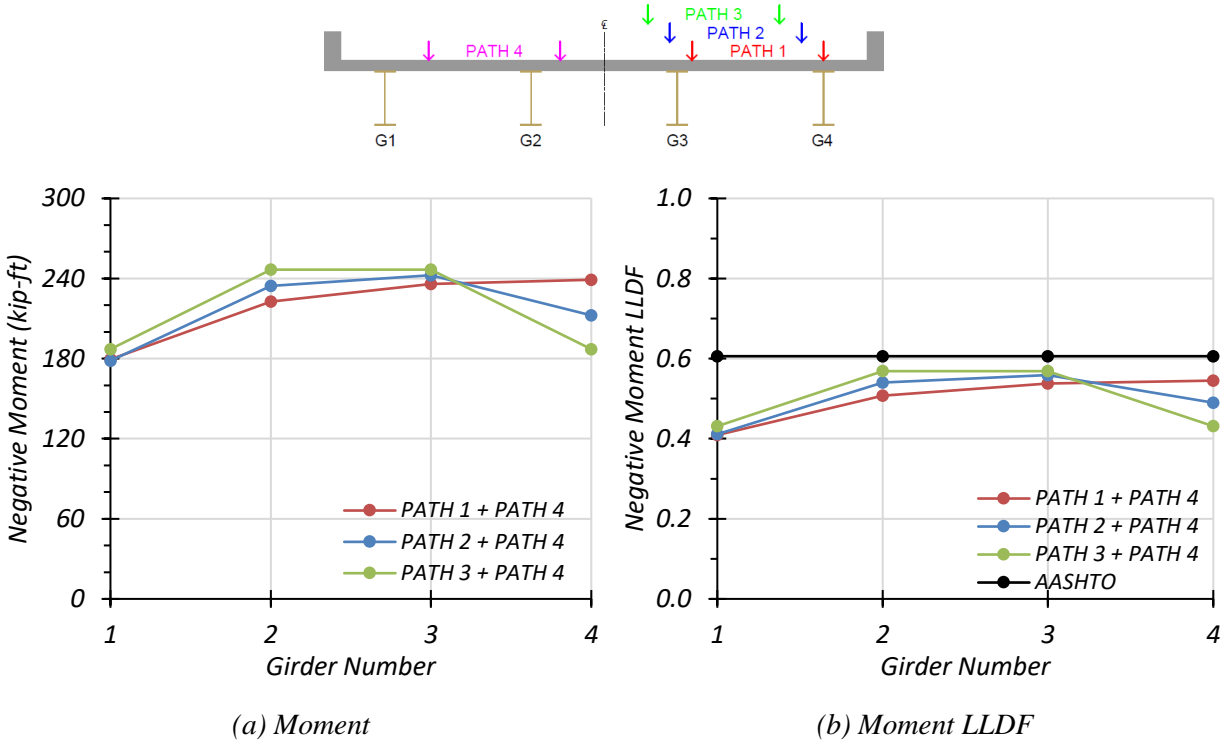 ℄
PATH 3
PATH 2
PATH 4
PATH 1
G1 G2 G3 G4
Negative Moment (kip-ft)
300
240
180
120
60
0
PATH 1 + PATH 4
PATH 2 + PATH 4
PATH 3 + PATH 4
1 2 3 4
Girder Number
(a) Moment
Negative Moment LLDF
1.0
0.8
0.6
0.4
0.2
0.0
PATH 1 + PATH 4
PATH 2 + PATH 4
PATH 3 + PATH 4
AASHTO
1 2 3 4
Girder Number
(b) Moment LLDF